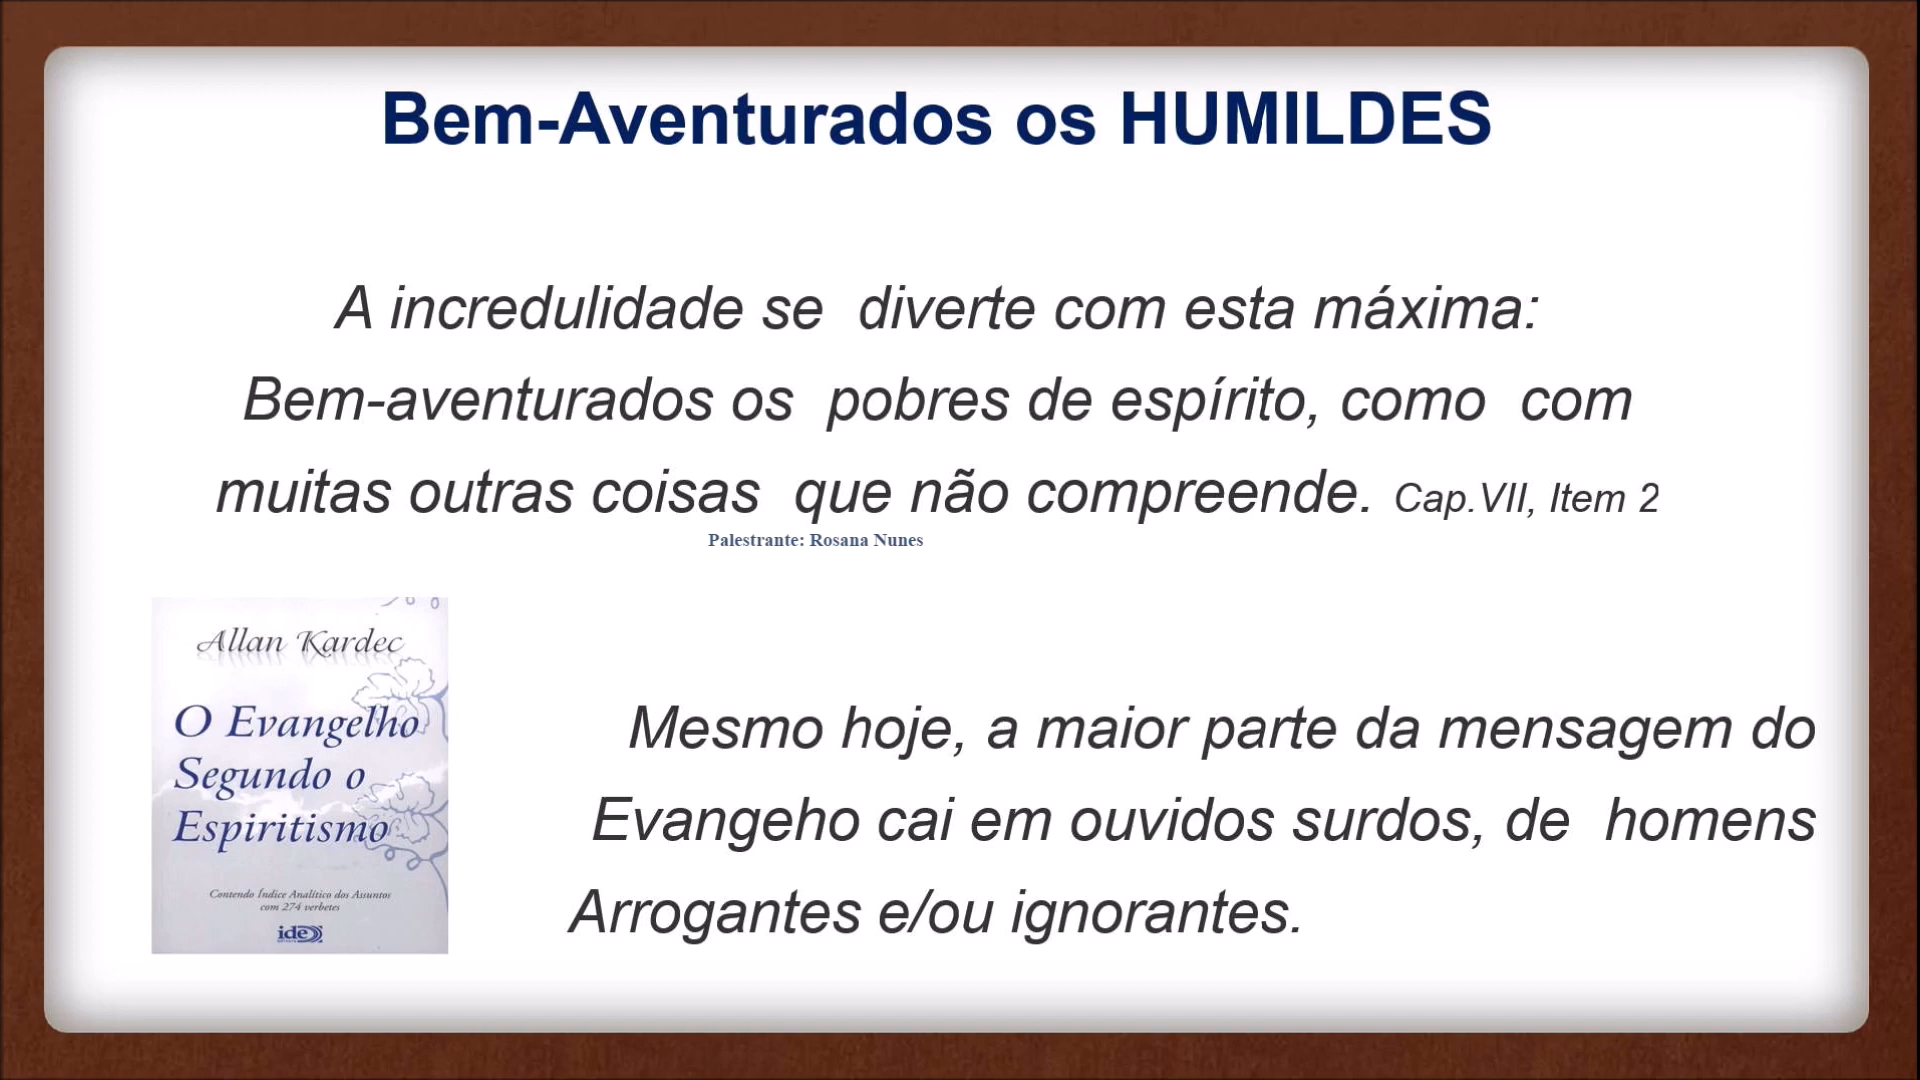 Bem-Aventurados os HUMILDES
A incredulidade se diverte com esta máxima:
Bem-aventurados os pobres de espírito, como com
muitas outras coisas que não compreende. Cap.VII, Item 2
Palestrante: Rosana Nunes
Allan Kardec
O Evangelho
Segundo o
Espiritismo
Contendo Índice Analítico dos Assuntos
com 274 verbetes
ide
Mesmo hoje, a maior parte da mensagem do
Evangeho cai em ouvidos surdos, de homens
Arrogantes e/ou ignorantes.